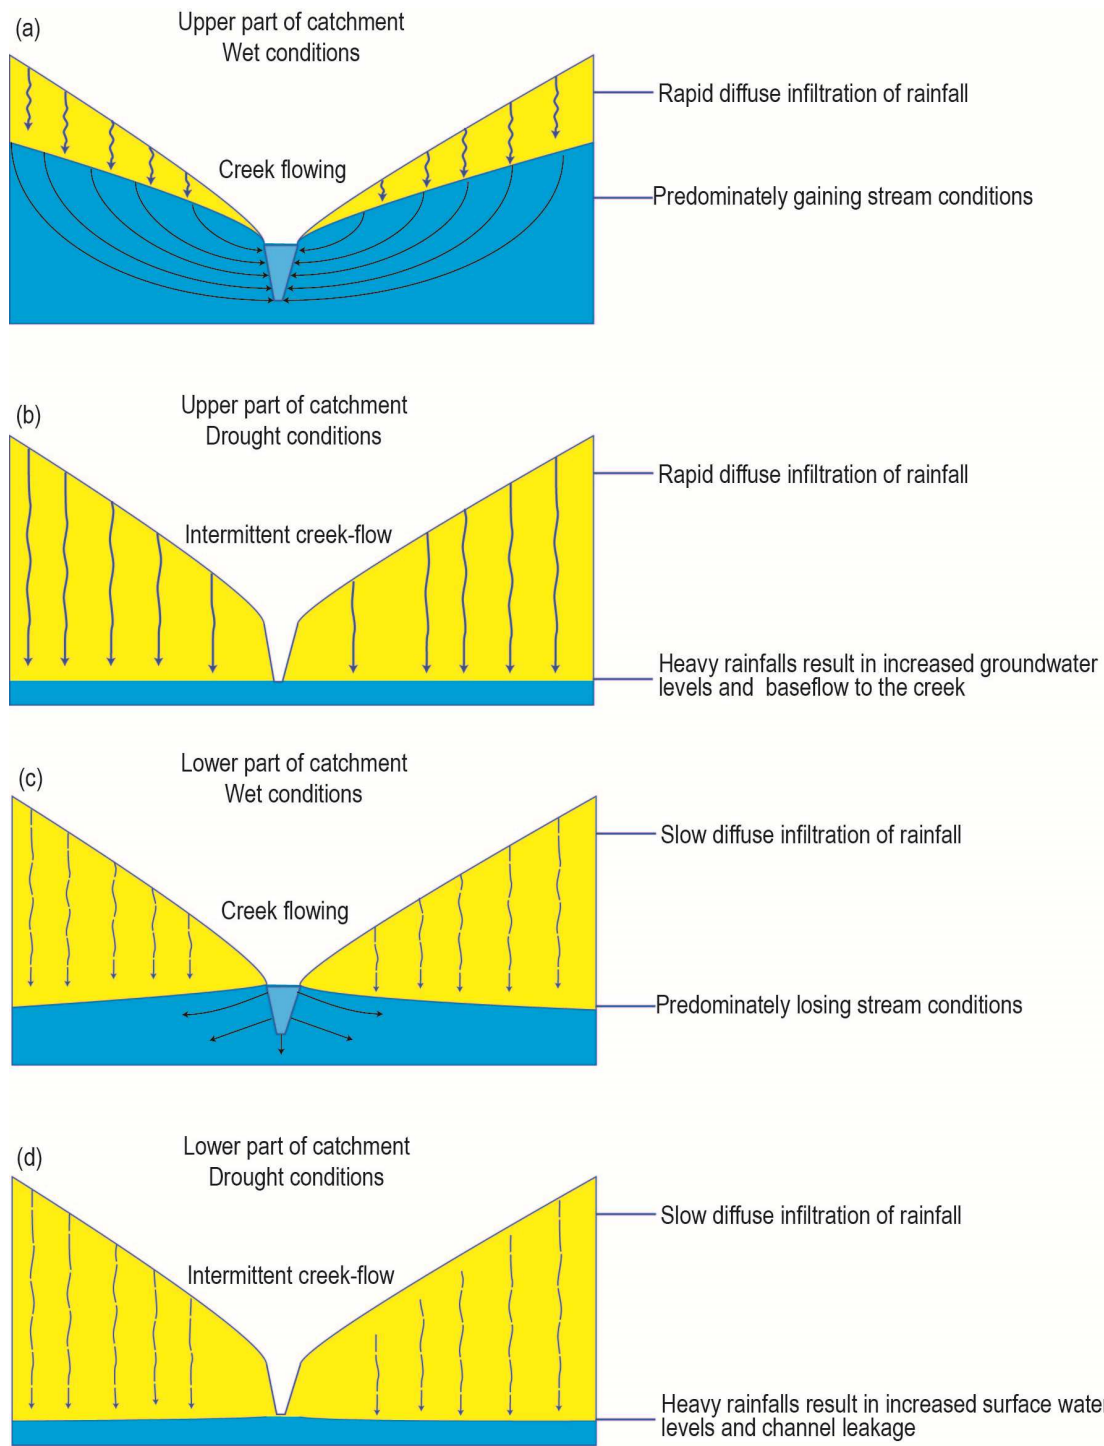 (a)
Upper part of catchment
Wet conditions
Rapid diffuse infiltration of rainfall
Creek flowing
Predominately gaining stream conditions
(b)
Upper part of catchment
Drought conditions
Rapid diffuse infiltration of rainfall
Intermittent creek-flow
Heavy rainfalls result in increased groundwater
levels and baseflow to the creek
(c)
Lower part of catchment
Wet conditions
Slow diffuse infiltration of rainfall
Creek flowing
Predominately losing stream conditions
(d)
Lower part of catchment
Drought conditions
Slow diffuse infiltration of rainfall
Intermittent creek-flow
Heavy rainfalls result in increased surface water
levels and channel leakage